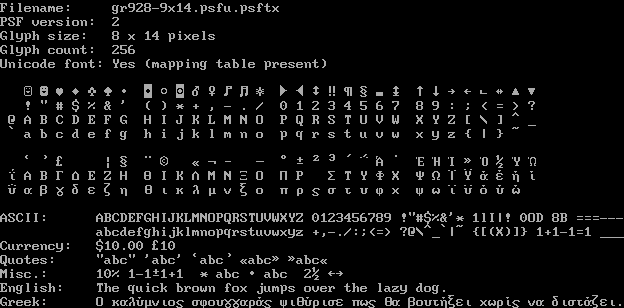 Filename: gr928-9x14.psfu.psftx
PSF version: 2
Glyph size: 8 x 14 pixels
Glyph count: 256
Unicode font: Yes (mapping table present)
☺ ☻ ♥ ♦ ♣ ♠ • ◘ ○ ◙ ♂ ♀ ♪ ♫ ☼ ► ◄ ↕ ‼ ¶ § ▬ ↨ ↑ ↓ → ← ∟ ↔ ▲ ▼
! " # $ % & ' ( ) * + , - . / 0 1 2 3 4 5 6 7 8 9 : ; < = > ?
@ A B C D E F G H I J K L M N O P Q R S T U V W X Y Z [ \ ] ^ _
` a b c d e f g h i j k l m n o p q r s t u v w x y z { | } ~
‘ ’ £ ¦ § ¨ © « ¬ - ― ° ± ² ³ ΄ ΅ Ά · Έ Ή Ί » Ό ½ Ύ Ώ
ΐ Α Β Γ Δ Ε Ζ Η Θ Ι Κ Λ Μ Ν Ξ Ο Π Ρ Σ Τ Υ Φ Χ Ψ Ω Ϊ Ϋ ά έ ή ί
ΰ α β γ δ ε ζ η θ ι κ λ μ ν ξ ο π ρ ς σ τ υ φ χ ψ ω ϊ ϋ ό ύ ώ
ASCII: ABCDEFGHIJKLMNOPQRSTUVWXYZ 0123456789 !"#$%&'* 1lI|! 0OD 8B ===---
abcdefghijklmnopqrstuvwxyz +,-./:;<=> ?@\^_`|~ {[(X)]} 1+1-1=1 ___
Currency: $10.00 £10
Quotes: "abc" 'abc' ‘abc’ «abc» »abc«
Misc.: 10% 1-1±1+1 * abc • abc 2½ ↔
English: The quick brown fox jumps over the lazy dog.
Greek: Ο καλύμνιος σφουγγαράς ψιθύρισε πως θα βουτήξει χωρίς να διστάζει.